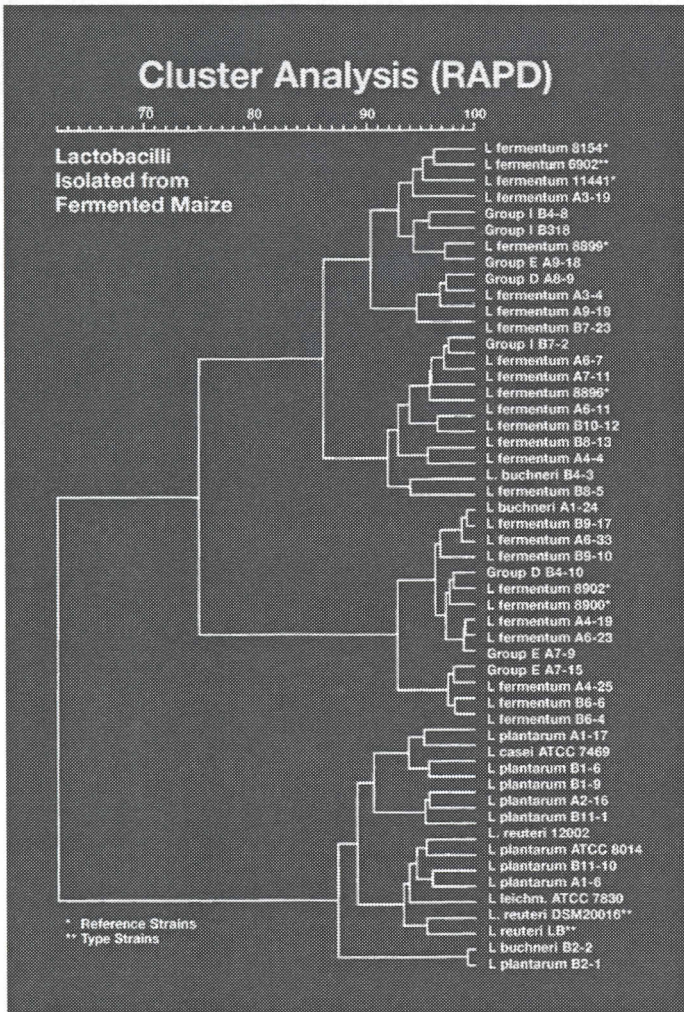 Cluster Analysis (RAPD)
70 80 90 100
Lactobacilli
Isolated from
Fermented Maize
L fermentum 8154*
L fermentum 6902**
L fermentum 11441*
L fermentum A3-19
Group I B4-8
Group I B318
L fermentum 8899*
Group E A9-18
Group D A8-9
L fermentum A3-4
L fermentum A9-19
L fermentum B7-23
Group I B7-2
L fermentum A6-7
L fermentum A7-11
L fermentum 8896*
L fermentum A6-11
L fermentum B10-12
L fermentum B8-13
L fermentum A4-4
L. buchneri B4-3
L fermentum B8-5
L buchneri A1-24
L fermentum B9-17
L fermentum A6-33
L fermentum B9-10
Group D B4-10
L fermentum 8902*
L fermentum 8900*
L fermentum A4-19
L fermentum A6-23
Group E A7-9
Group E A7-15
L fermentum A4-25
L fermentum B6-6
L fermentum B6-4
L plantarum A1-17
L casei ATCC 7469
L plantarum B1-6
L plantarum B1-9
L plantarum A2-16
L plantarum B11-1
L. reuteri 12002
L plantarum ATCC 8014
L plantarum B11-10
L plantarum A1-6
L leichm. ATCC 7830
L. reuteri DSM20016**
L reuteri LB**
L buchneri B2-2
L plantarum B2-1
* Reference Strains
** Type Strains